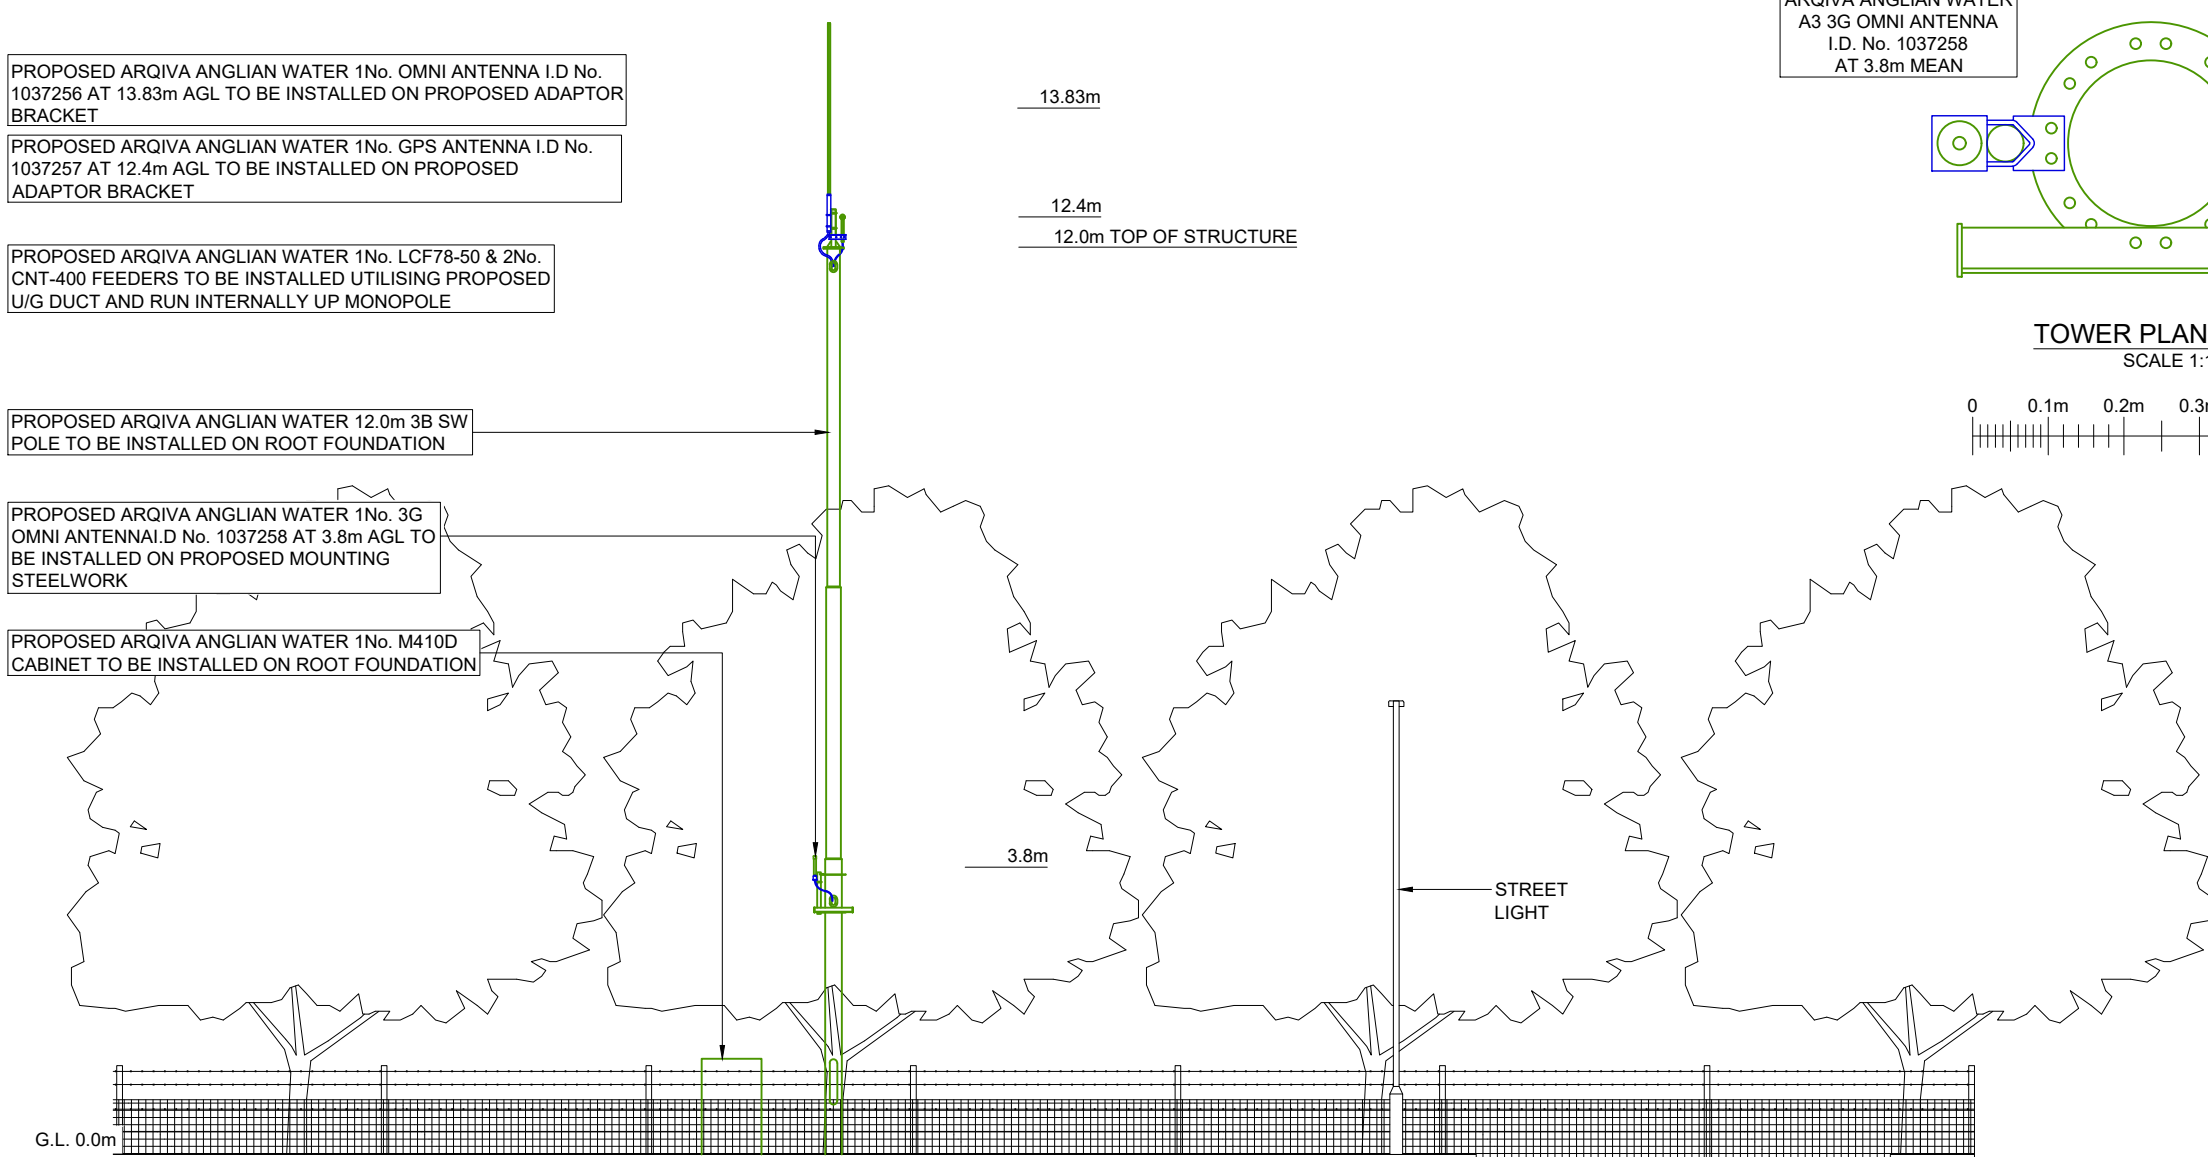 PROPOSED ARQIVA ANGLIAN WATER 1No. OMNI ANTENNA I.D No.
1037256 AT 13.83m AGL TO BE INSTALLED ON PROPOSED ADAPTOR
BRACKET
PROPOSED ARQIVA ANGLIAN WATER 1No. GPS ANTENNA I.D No.
1037257 AT 12.4m AGL TO BE INSTALLED ON PROPOSED
ADAPTOR BRACKET
PROPOSED ARQIVA ANGLIAN WATER 1No. LCF78-50 & 2No.
CNT-400 FEEDERS TO BE INSTALLED UTILISING PROPOSED
U/G DUCT AND RUN INTERNALLY UP MONOPOLE
PROPOSED ARQIVA ANGLIAN WATER 12.0m 3B SW
POLE TO BE INSTALLED ON ROOT FOUNDATION
PROPOSED ARQIVA ANGLIAN WATER 1No. 3G
OMNI ANTENNAI.D No. 1037258 AT 3.8m AGL TO
BE INSTALLED ON PROPOSED MOUNTING
STEELWORK
PROPOSED ARQIVA ANGLIAN WATER 1No. M410D
CABINET TO BE INSTALLED ON ROOT FOUNDATION
G.L. 0.0m
13.83m
12.4m
12.0m TOP OF STRUCTURE
3.8m
STREET
LIGHT
ARQIVA ANGLIAN WATER
A3 3G OMNI ANTENNA
I.D. No. 1037258
AT 3.8m MEAN
TOWER PLAN
SCALE 1:
0 0.1m 0.2m 0.3